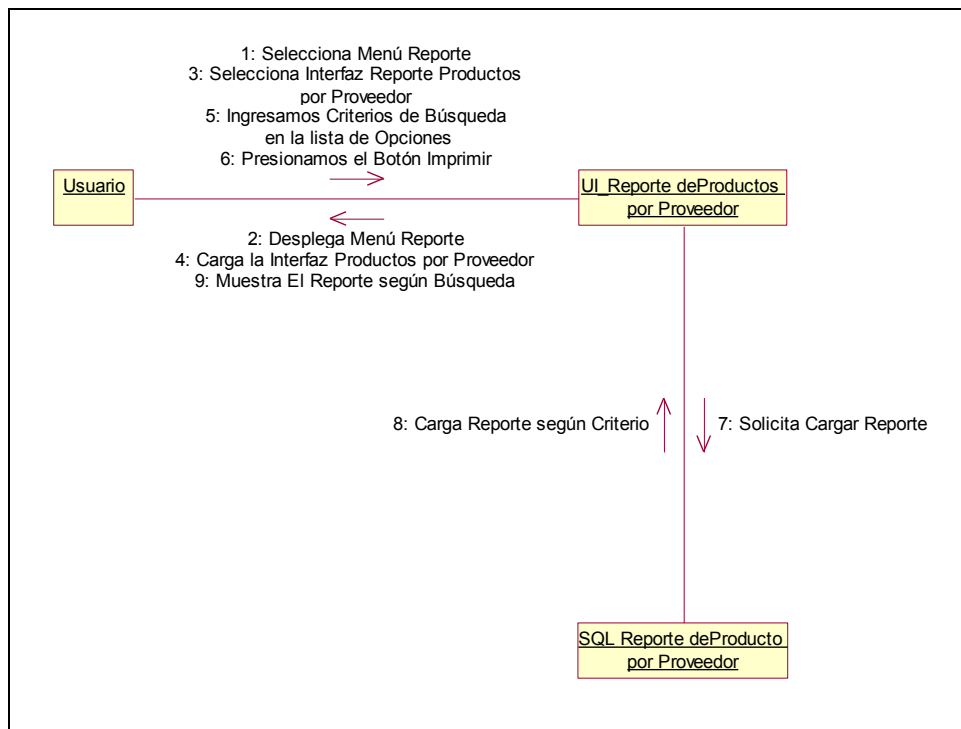 1: Selecciona Menú Reporte
3: Selecciona Interfaz Reporte Productos
por Proveedor
5: Ingresamos Criterios de Búsqueda
en la lista de Opciones
6: Presionamos el Botón Imprimir
Usuario
UI_Reporte deProductos
por Proveedor
2: Desplega Menú Reporte
4: Carga la Interfaz Productos por Proveedor
9: Muestra El Reporte según Búsqueda
8: Carga Reporte según Criterio
7: Solicita Cargar Reporte
SQL_Reporte deProducto
por Proveedor